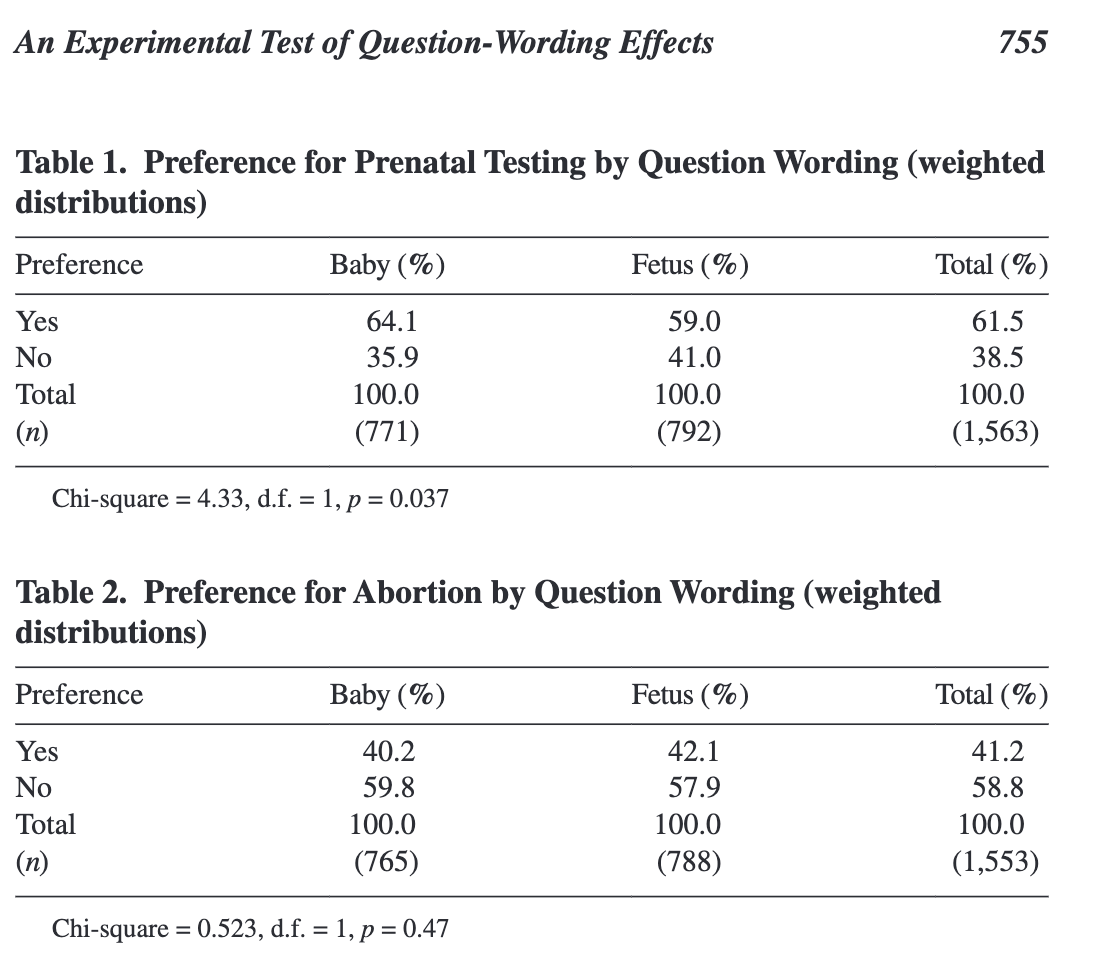 An Experimental Test of Question-Wording Effects 755
Table 1. Preference for Prenatal Testing by Question Wording (weighted
distributions)
Preference Baby (%) Fetus (%) Total (%)
Yes 64.1 59.0 61.5
No 35.9 41.0 38.5
Total 100.0 100.0 100.0
(n) (771) (792) (1,563)
Chi-square = 4.33, d.f. = 1, p = 0.037
Table 2. Preference for Abortion by Question Wording (weighted
distributions)
Preference Baby (%) Fetus (%) Total (%)
Yes 40.2 42.1 41.2
No 59.8 57.9 58.8
Total 100.0 100.0 100.0
(n) (765) (788) (1,553)
Chi-square = 0.523, d.f. = 1, p = 0.47